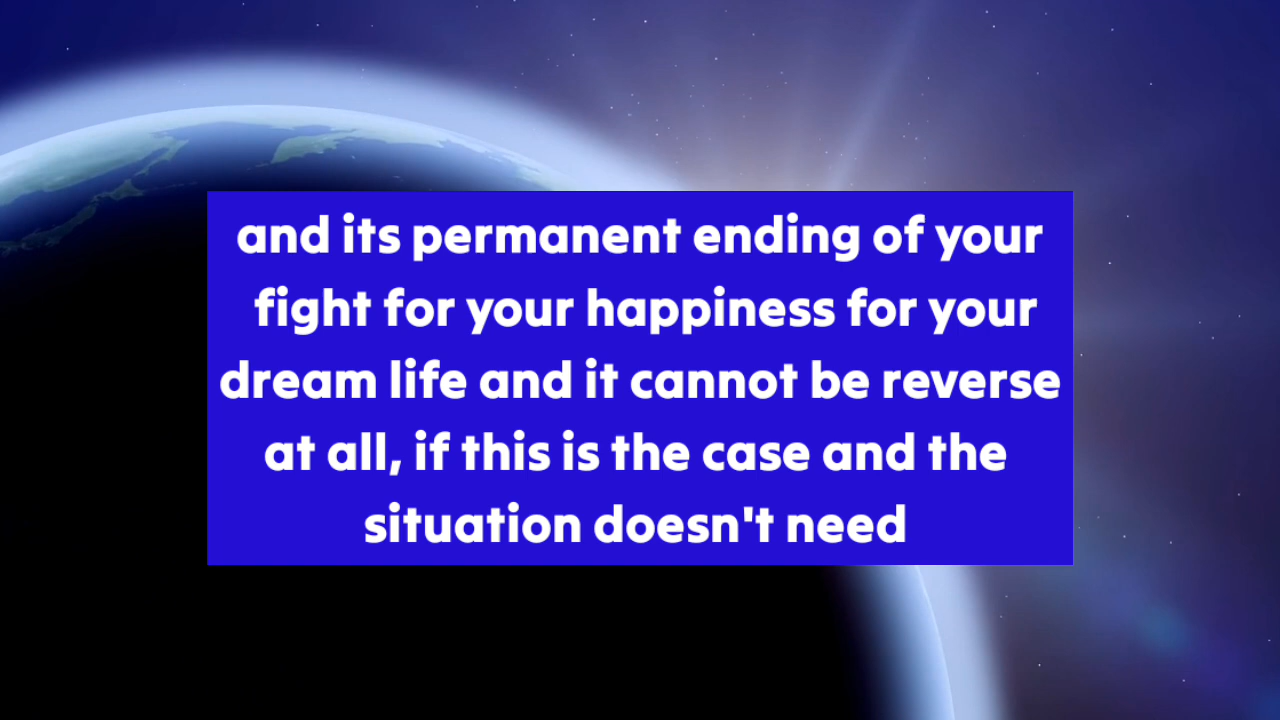 and its permanent ending of your
fight for your happiness for your
dream life and it cannot be reverse
at all, if this is the case and the
situation doesn't need